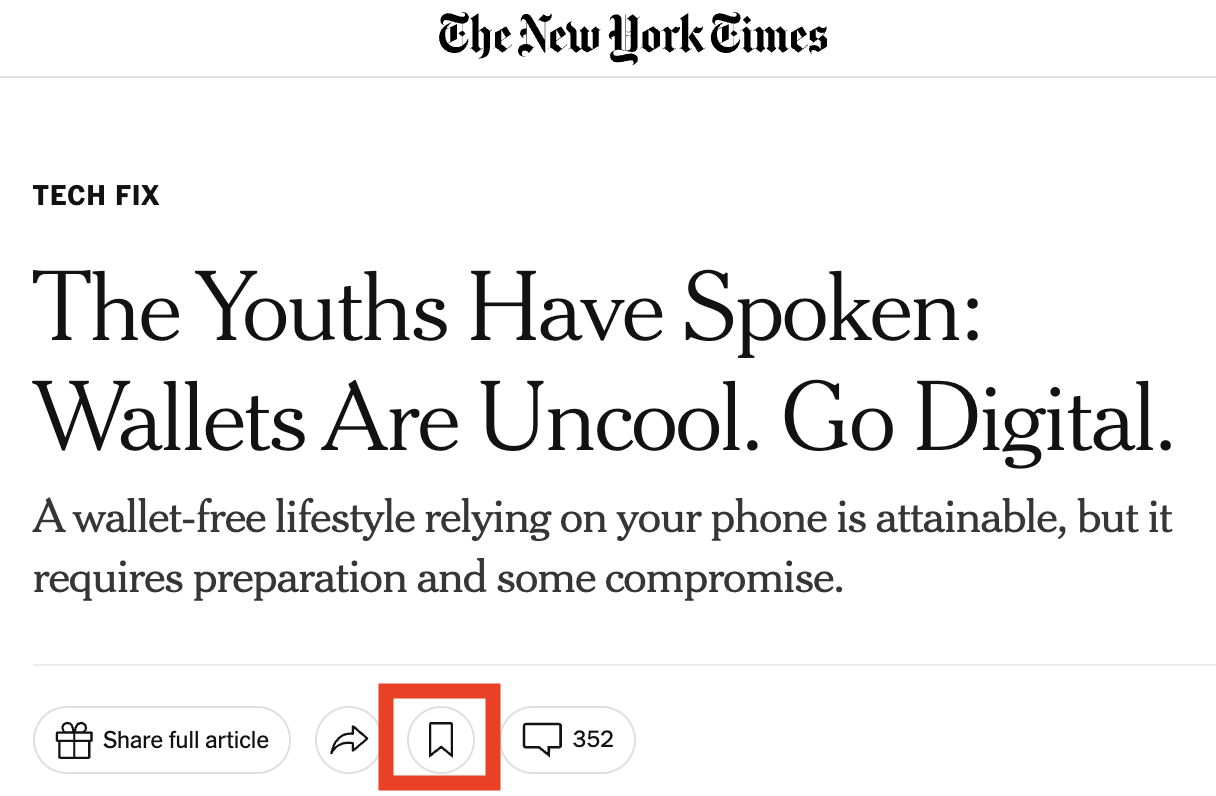 The New York Times
TECH FIX
The Youths Have Spoken:
Wallets Are Uncool. Go Digital.
A wallet-free lifestyle relying on your phone is attainable, but it
requires preparation and some compromise.
Share full article 352